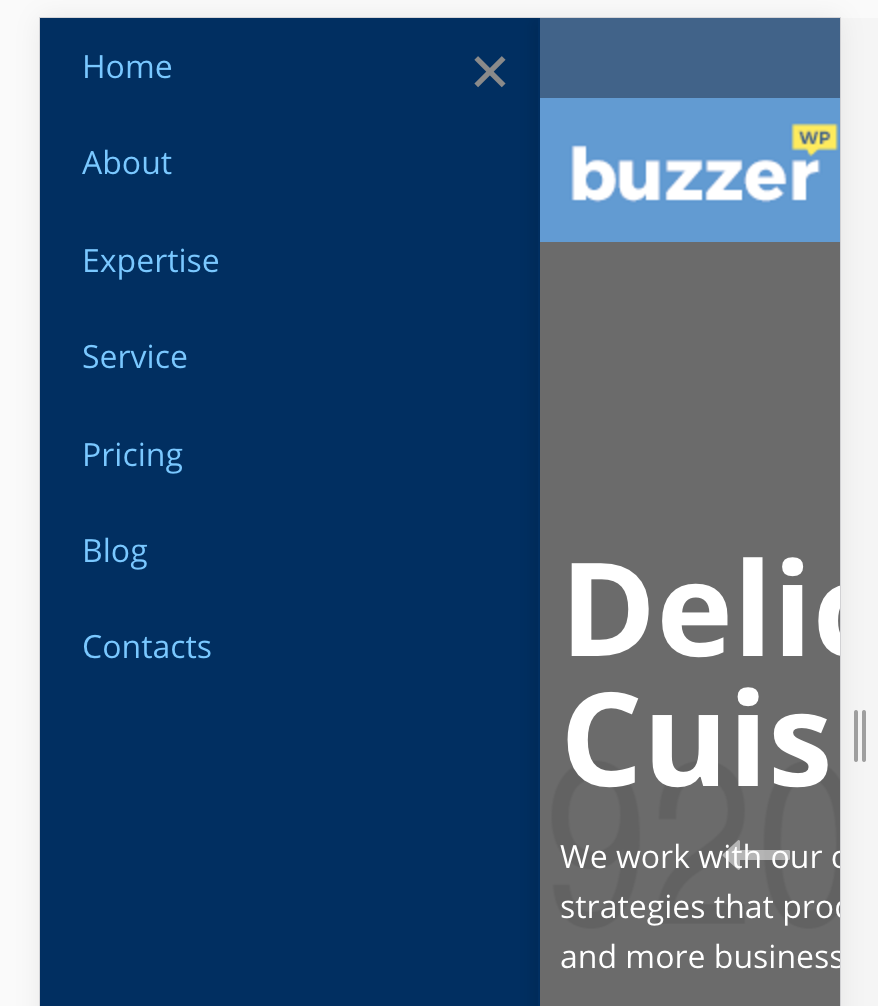 Home
About
Expertise
Service
Pricing
Blog
Contacts
WP
buzzer
Delic
Cuis
920
We work with our c
strategies that proc
and more business